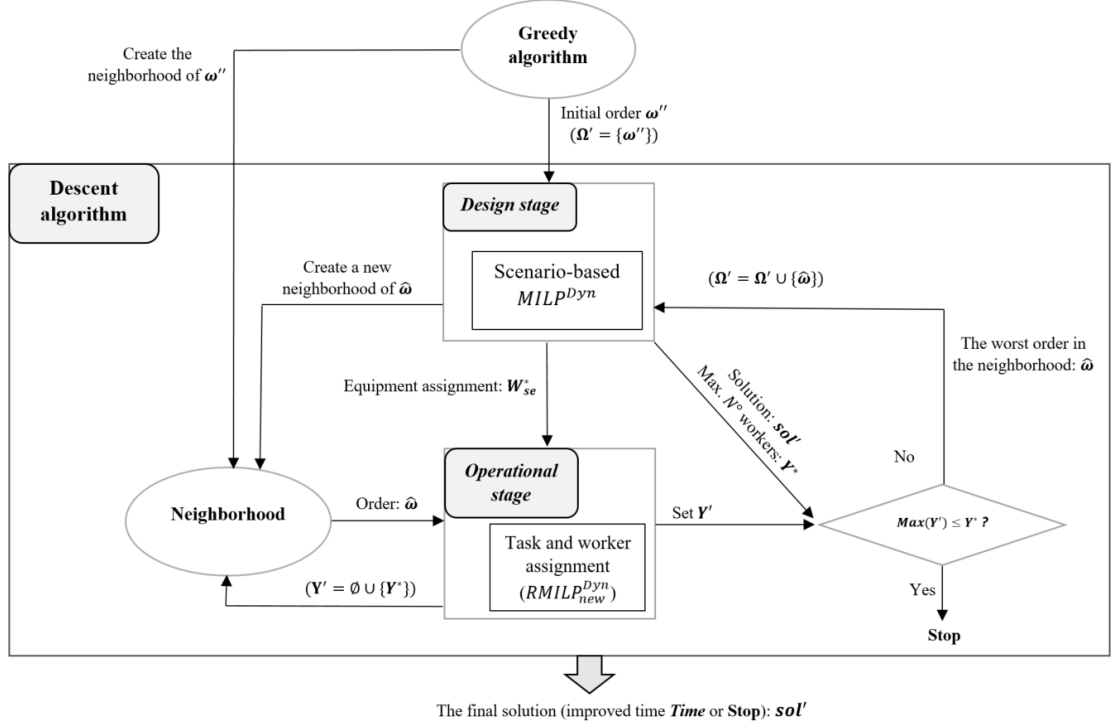 Greedy
algorithm
Create the
neighborhood of ω′′
Initial order ω′′
(Ω′ = {ω′′})
Descent
algorithm
Design stage
Scenario-based
MILP^Dyn
Create a new
neighborhood of ω̂
(Ω′ = Ω′ ∪ {ω̂})
The worst order in
the neighborhood: ω̂
Equipment assignment: W*_se
Solution: sol′
Max. N° workers: Y*
Operational
stage
No
Neighborhood
Order: ω̂
Set Y′
Max(Y′) ≤ Y* ?
Task and worker
assignment
(RMILP^Dyn_new)
(Y′ = ∅ ∪ {Y*})
Yes
Stop
The final solution (improved time Time or Stop): sol′